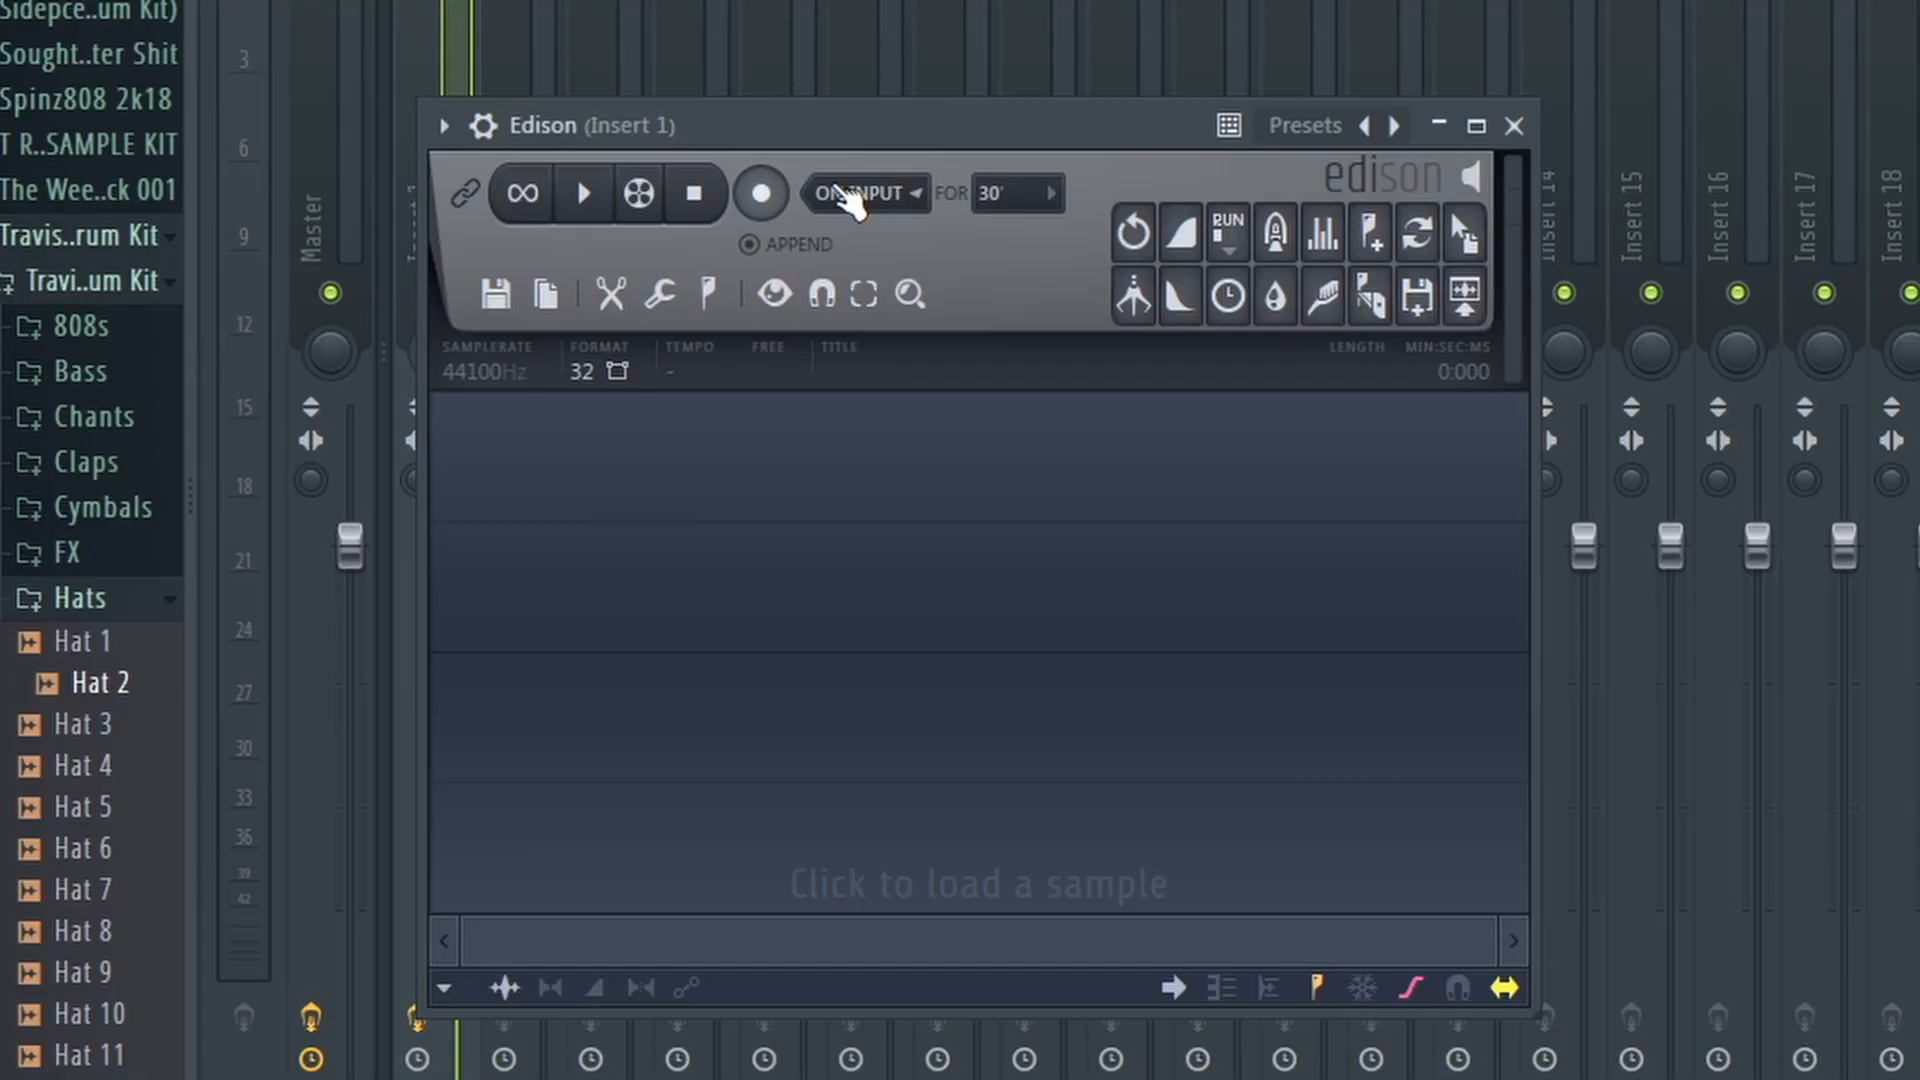 Sidepce..um Kit)
Sought..ter Shit
Spinz808 2k18
T R..SAMPLE KIT
The Wee..ck 001
Travis..rum Kit
Travi..um Kit
808s
Bass
Chants
Claps
Cymbals
FX
Hats
Hat 1
Hat 2
Hat 3
Hat 4
Hat 5
Hat 6
Hat 7
Hat 8
Hat 9
Hat 10
Hat 11
3
6
9
12
15
18
21
24
27
30
33
36
39
42
Master
Edison (Insert 1)
Presets
edison
ON INPUT
FOR
30'
APPEND
RUN
SAMPLERATE
FORMAT
TEMPO
FREE
TITLE
LENGTH
MIN:SEC:MS
44100Hz
32
-
0:000
Click to load a sample
Insert 14
Insert 15
Insert 16
Insert 17
Insert 18